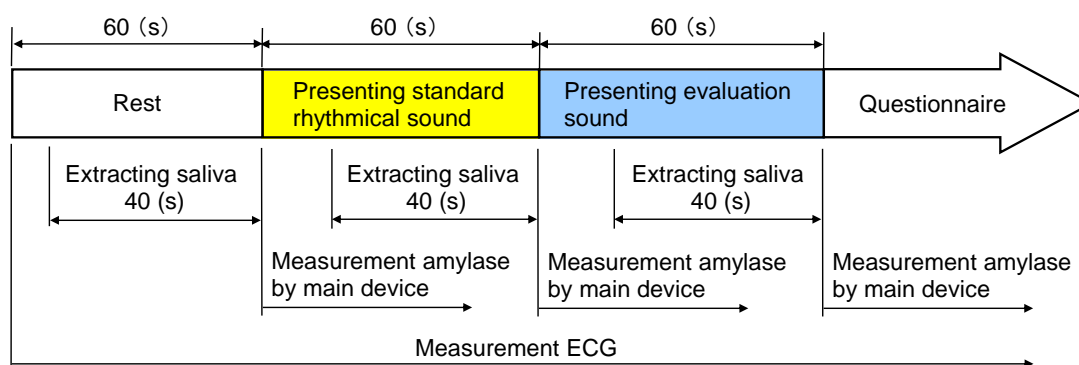 60 (s) 60 (s) 60 (s)
Rest
Presenting standard
rhythmical sound
Presenting evaluation
sound
Questionnaire
Extracting saliva
40 (s)
Extracting saliva
40 (s)
Extracting saliva
40 (s)
Measurement amylase
by main device
Measurement amylase
by main device
Measurement amylase
by main device
Measurement ECG